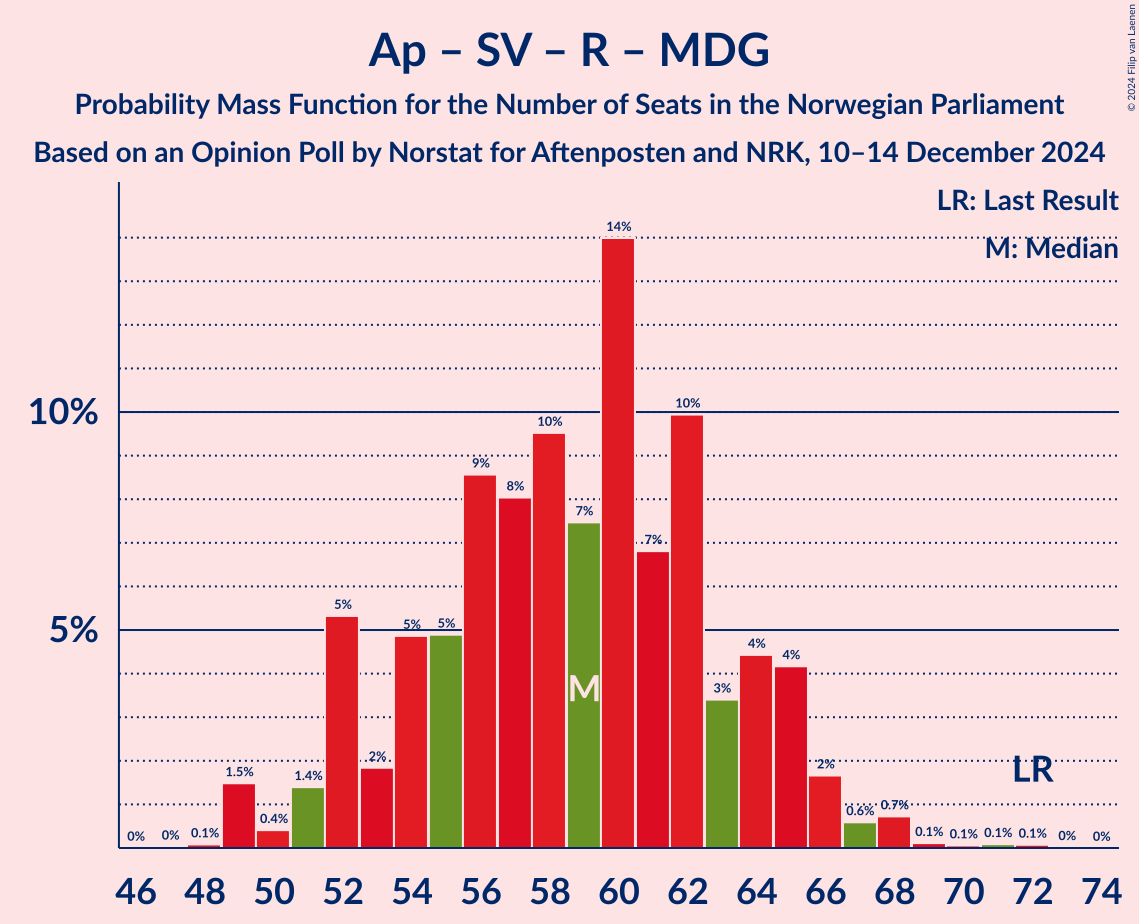 Ap – SV – R – MDG
© 2024 Filip van Laenen
Probability Mass Function for the Number of Seats in the Norwegian Parliament
Based on an Opinion Poll by Norstat for Aftenposten and NRK, 10–14 December 2024
LR: Last Result
M: Median
10%
5%
0% 0% 0.1% 1.5% 0.4% 1.4% 5% 2% 5% 5% 9% 8% 10% 7% 14% 7% 10% 3% 4% 4% 2% 0.6% 0.7% 0.1% 0.1% 0.1% 0.1% 0% 0%
M
LR
46 48 50 52 54 56 58 60 62 64 66 68 70 72 74